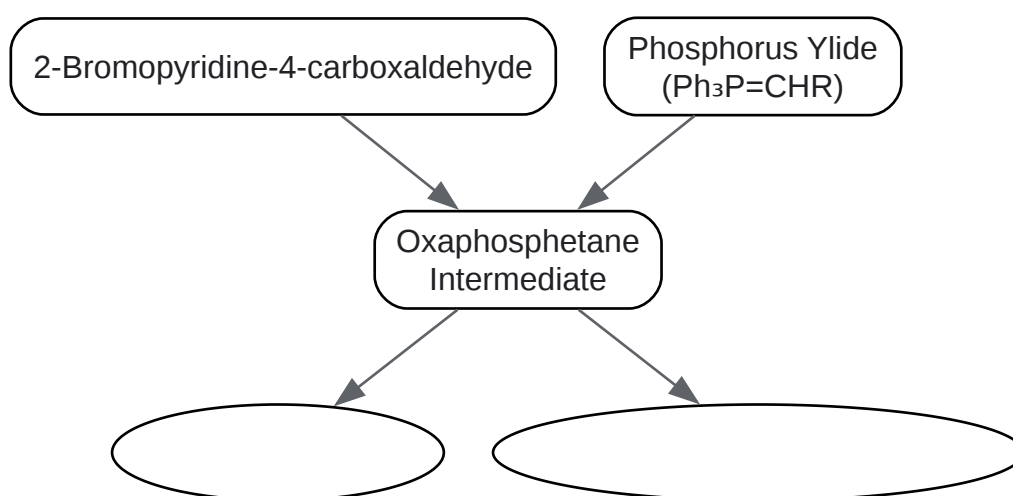 2-Bromopyridine-4-carboxaldehyde
Phosphorus Ylide
(Ph₃P=CHR)
Oxaphosphetane
Intermediate